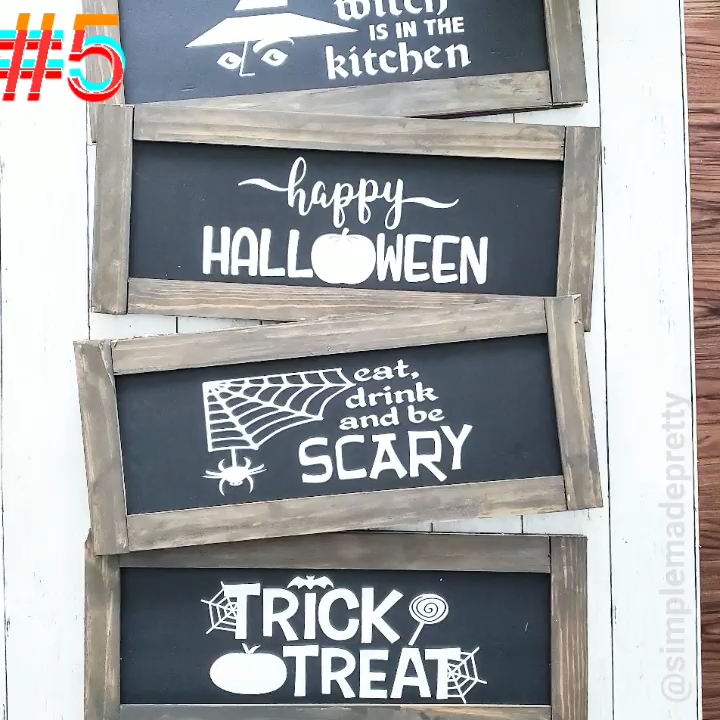 #5
witch
IS IN THE
kitchen
happy
HALLOWEEN
eat,
drink
and be
SCARY
TRICK
TREAT
@simplemadepretty